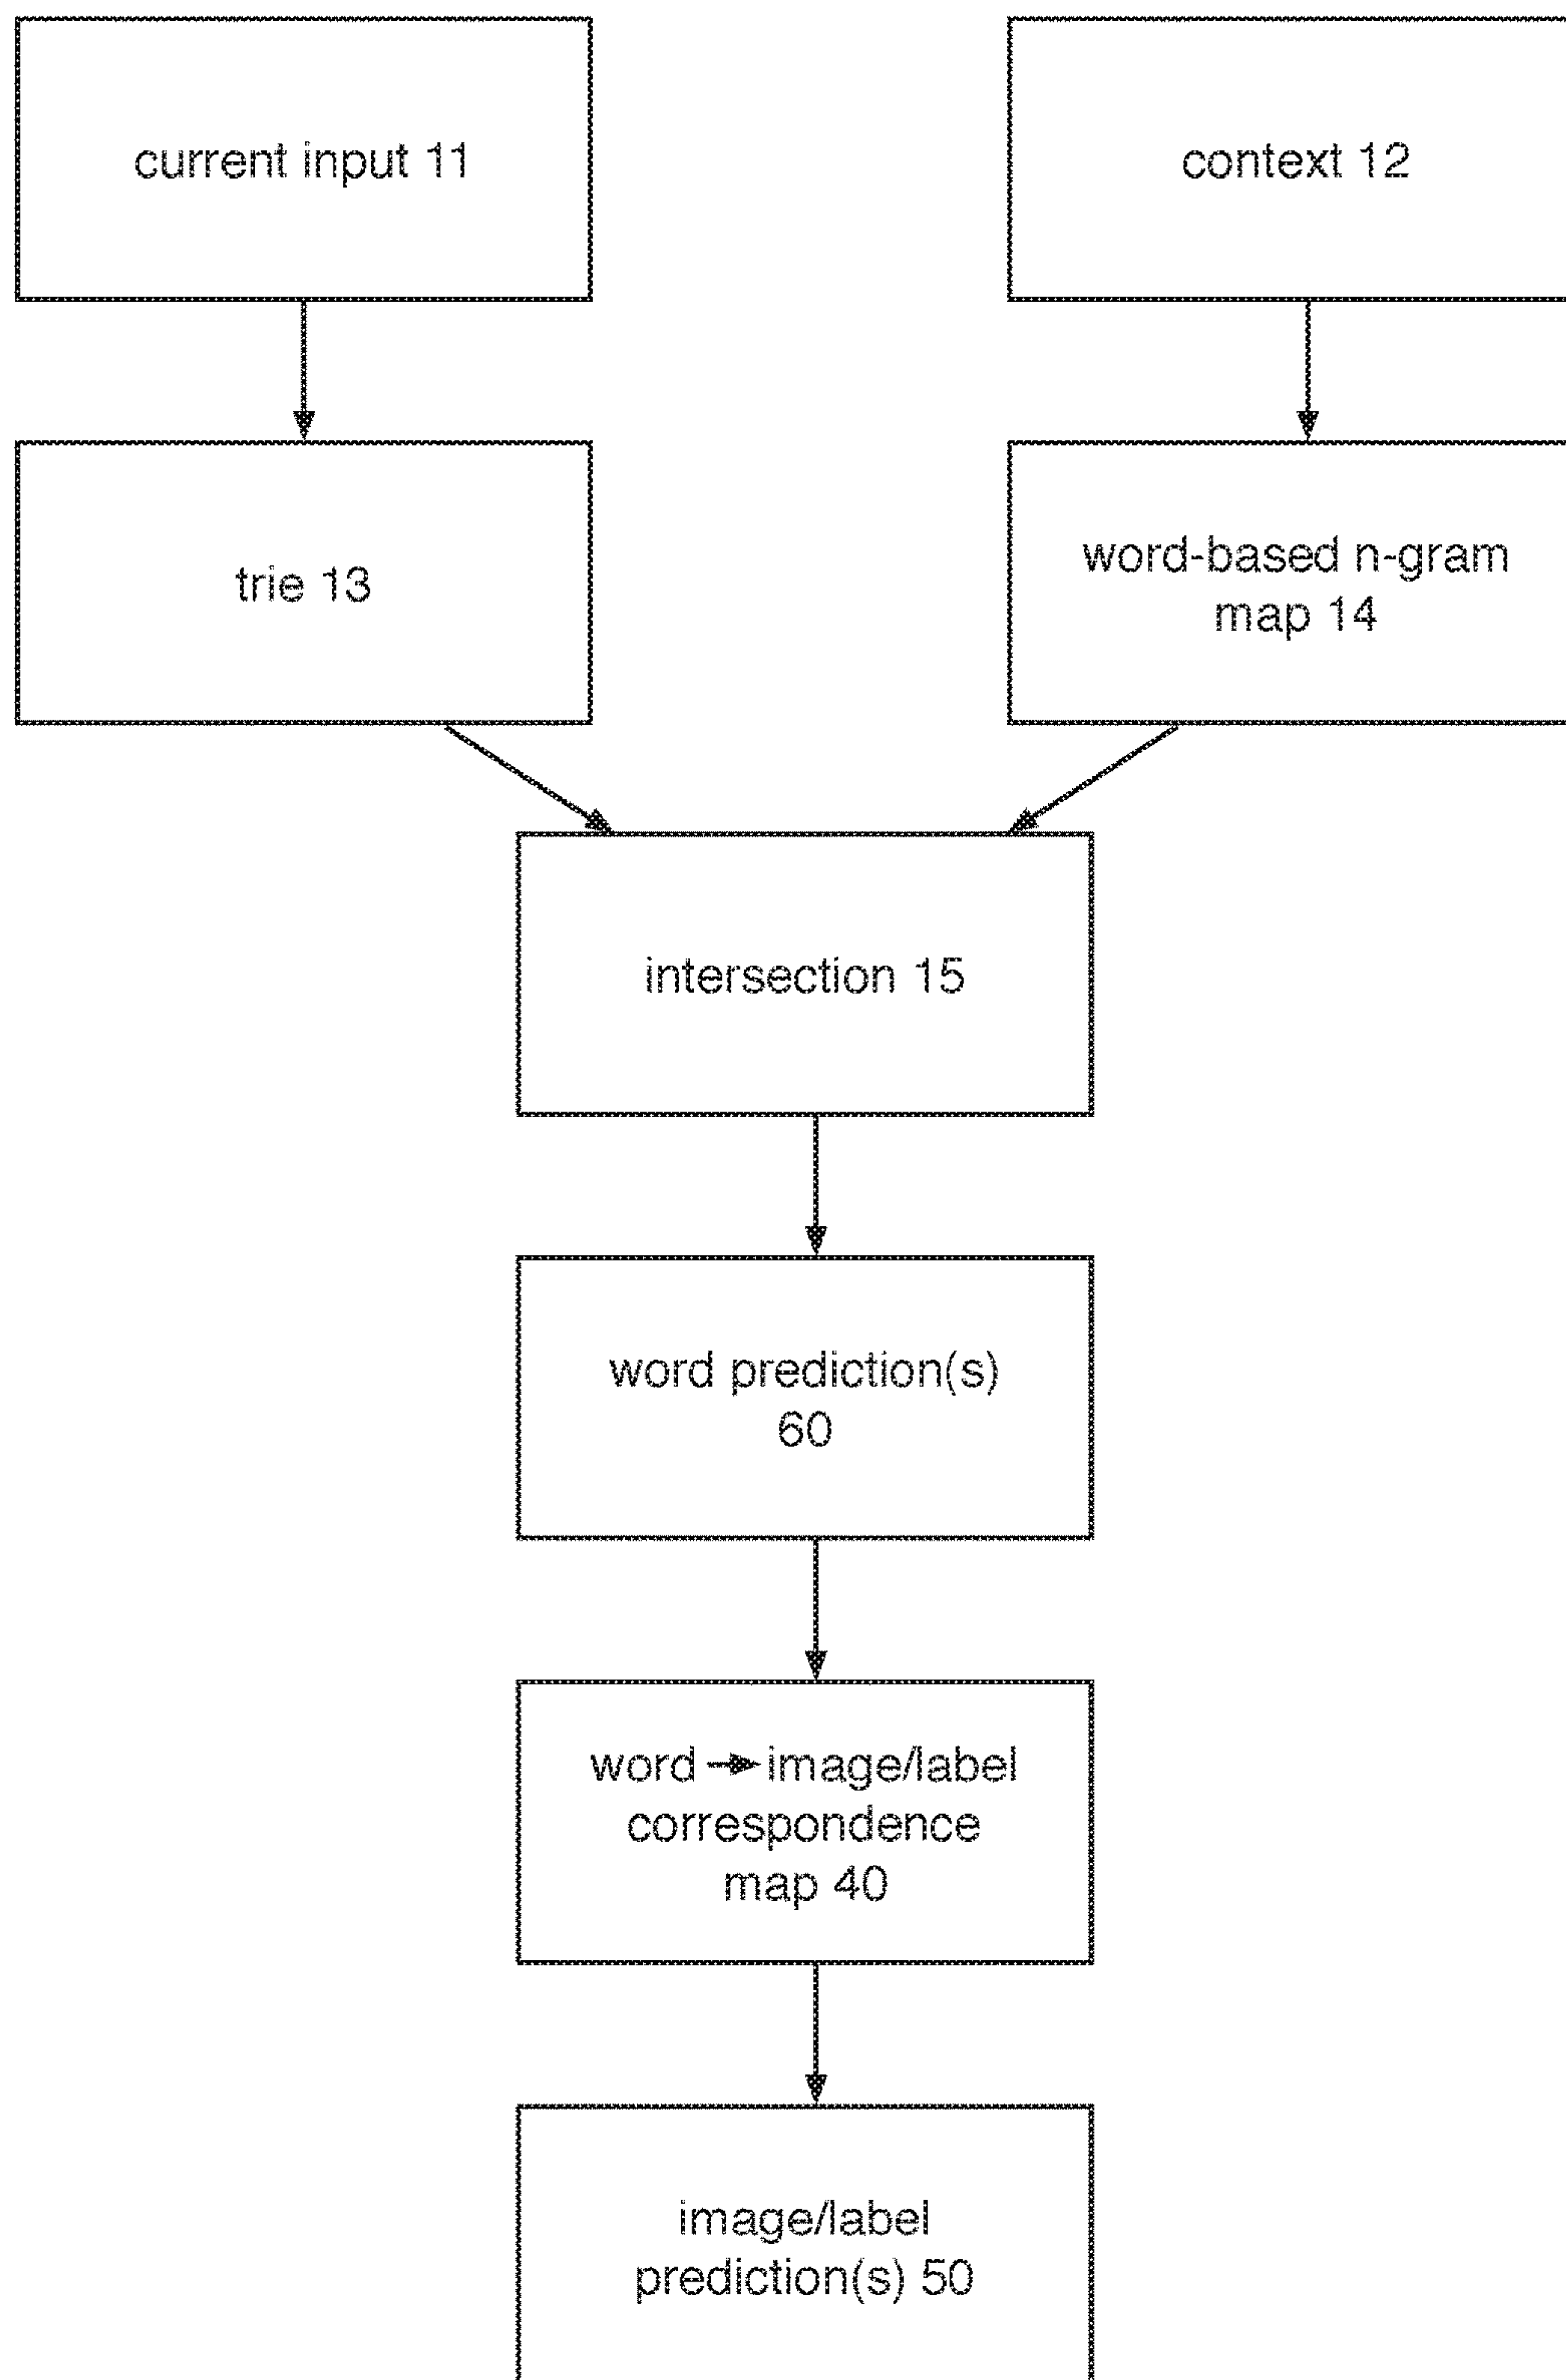 current input 11
context 12
trie 13
word-based n-gram
map 14
intersection 15
word prediction(s)
60
word → image/label
correspondence
map 40
image/label
prediction(s) 50